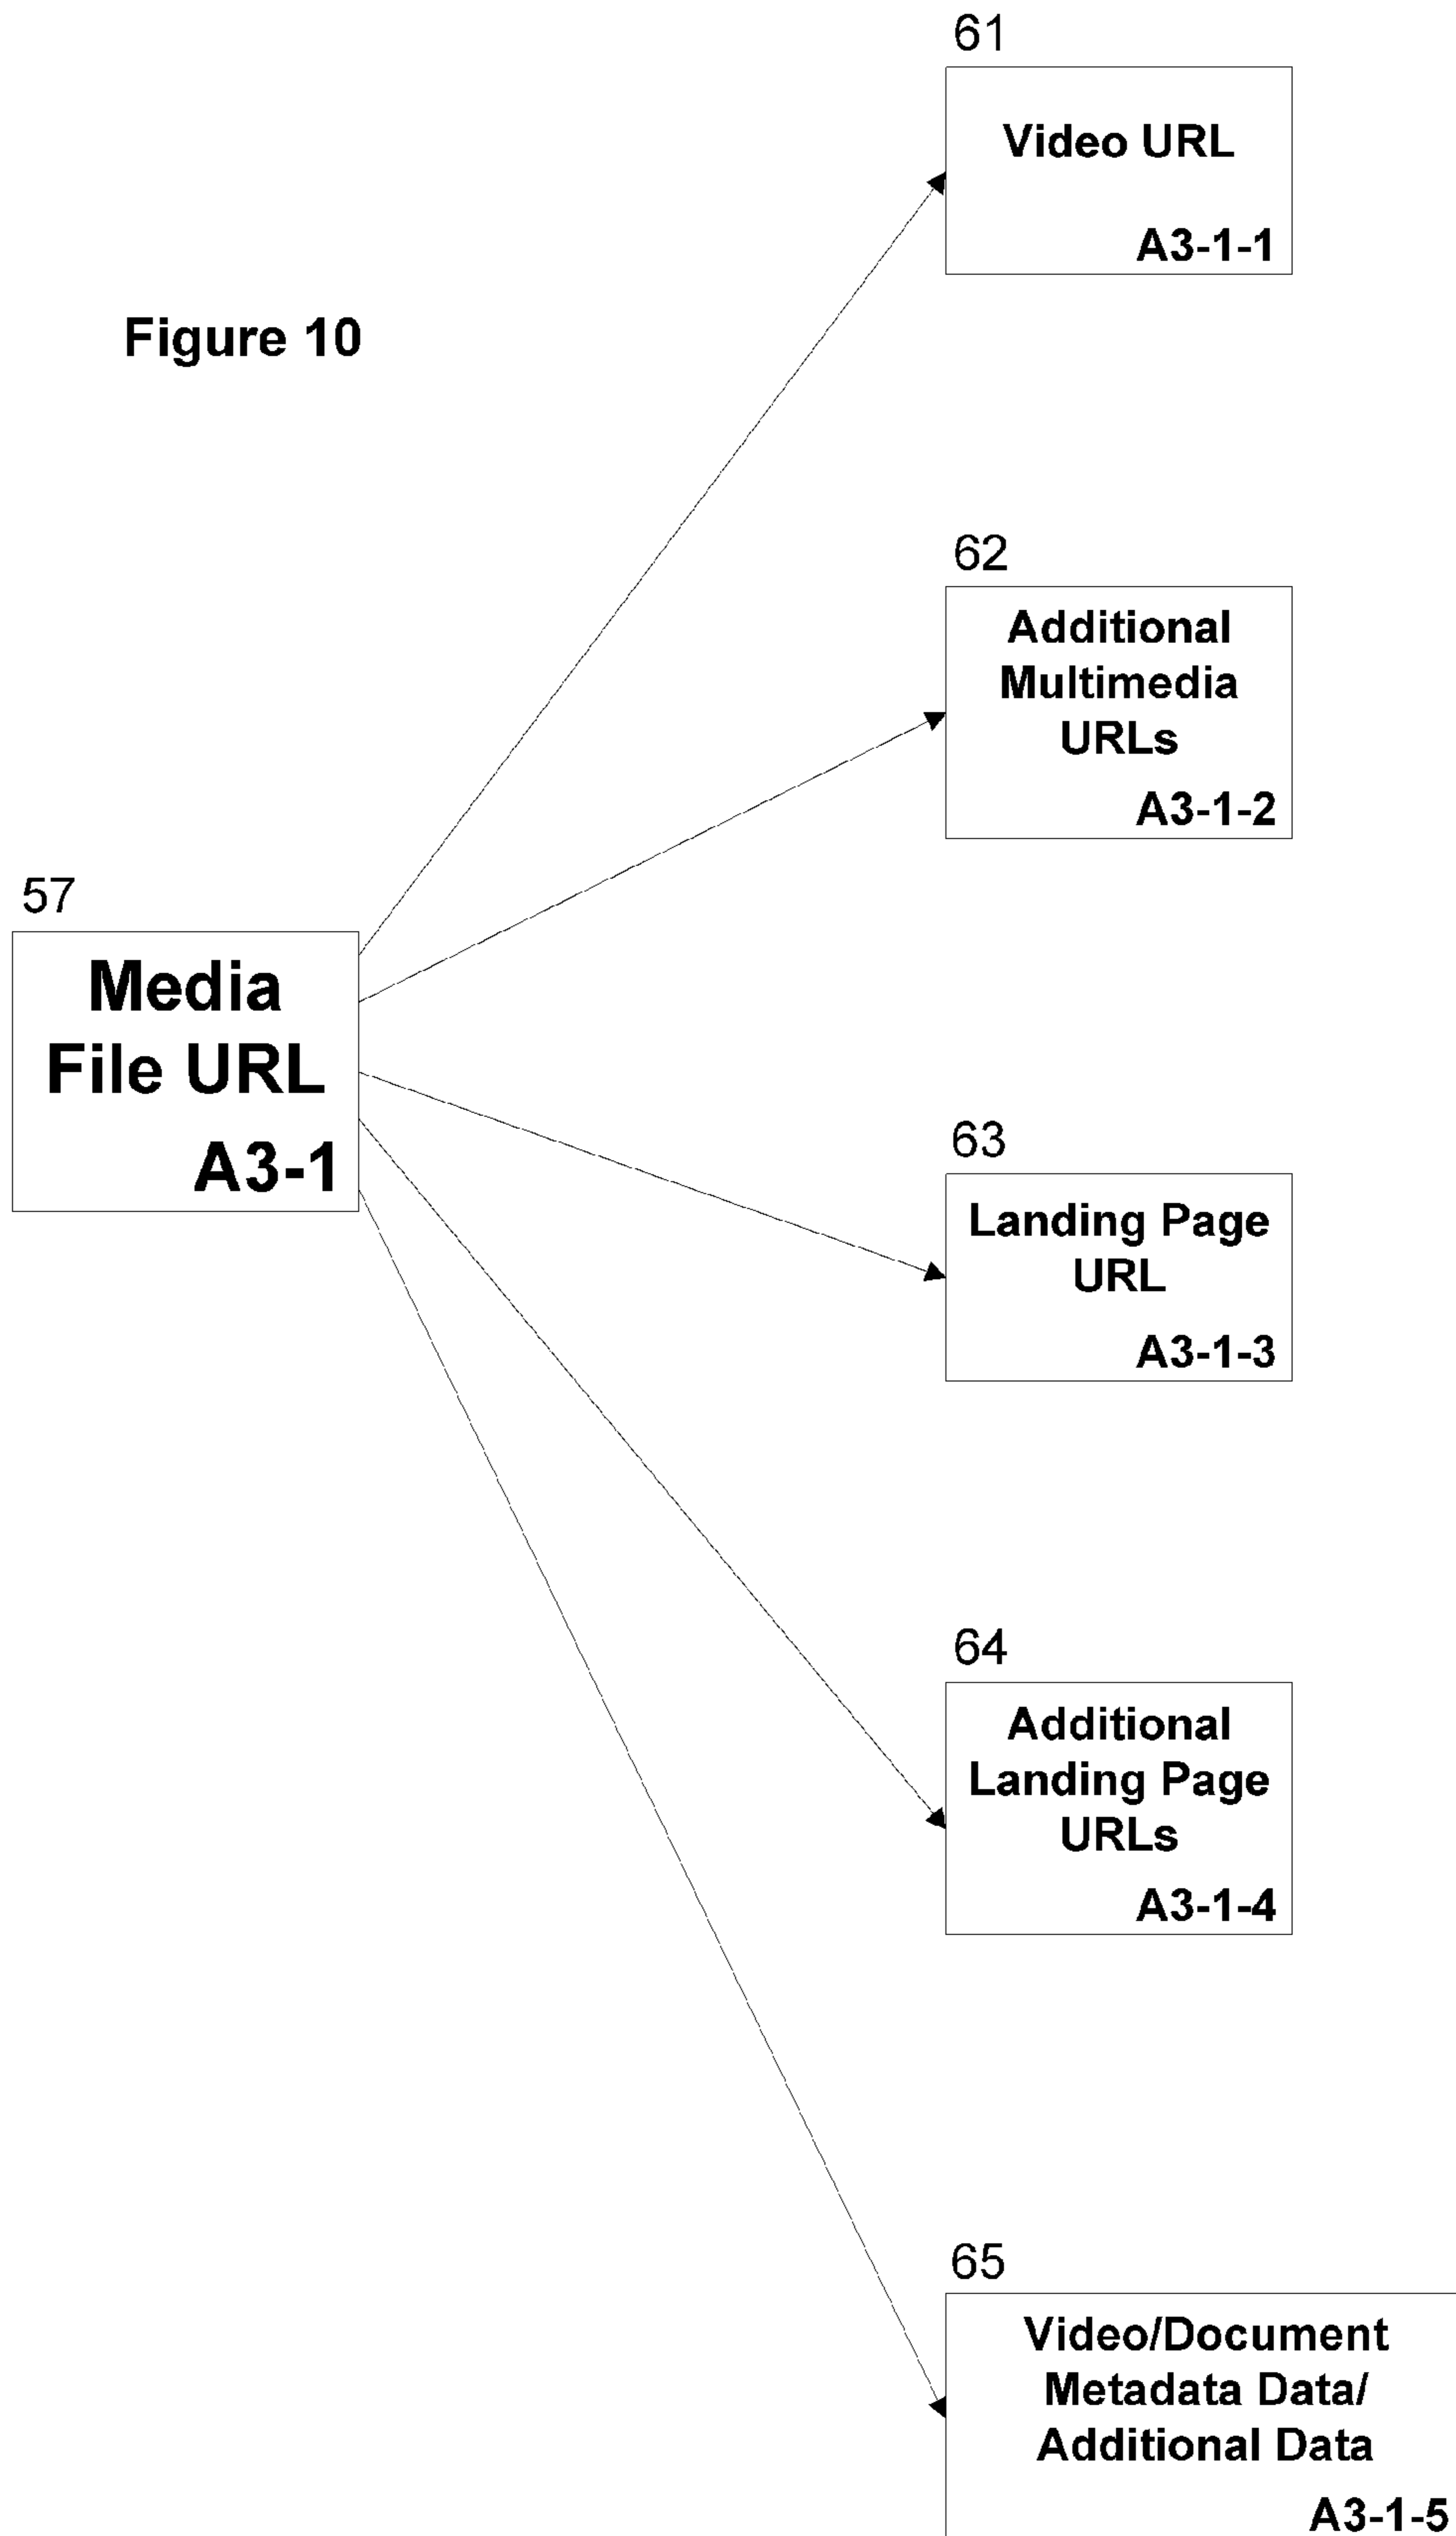 61
Video URL
A3-1-1
Figure 10
62
Additional
Multimedia
URLs
A3-1-2
57
Media
File URL
A3-1
63
Landing Page
URL
A3-1-3
64
Additional
Landing Page
URLs
A3-1-4
65
Video/Document
Metadata Data/
Additional Data
A3-1-5